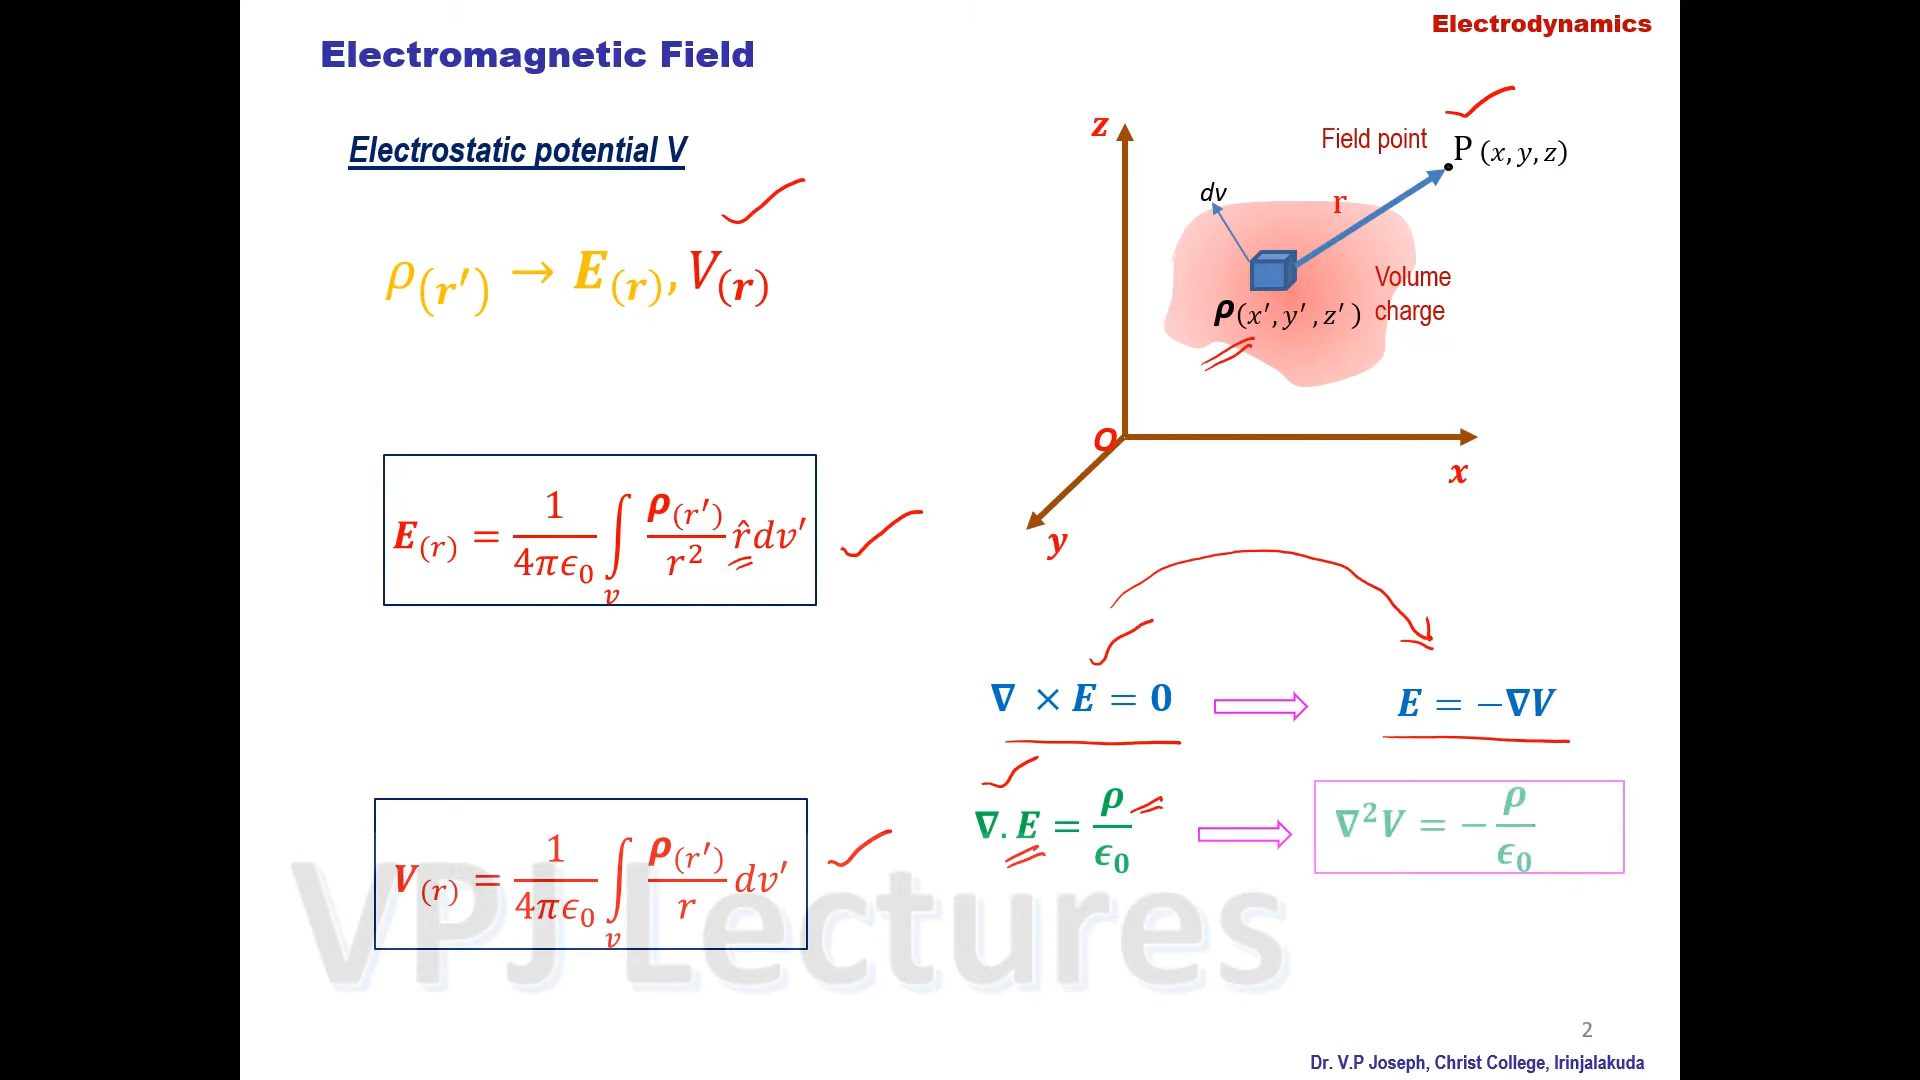 Electrodynamics
Electromagnetic Field
Electrostatic potential V
ρ(r′) → E(r), V(r)
z
Field point P (x, y, z)
dv
r
Volume
charge
ρ(x′, y′, z′)
O
x
y
E(r) = 1/4πϵ0 ∫v ρ(r′)/r² r̂dv′
∇ × E = 0
E = −∇V
∇. E = ρ/ϵ0
∇²V = − ρ/ϵ0
V(r) = 1/4πϵ0 ∫v ρ(r′)/r dv′
VPJ Lectures
2
Dr. V.P Joseph, Christ College, Irinjalakuda